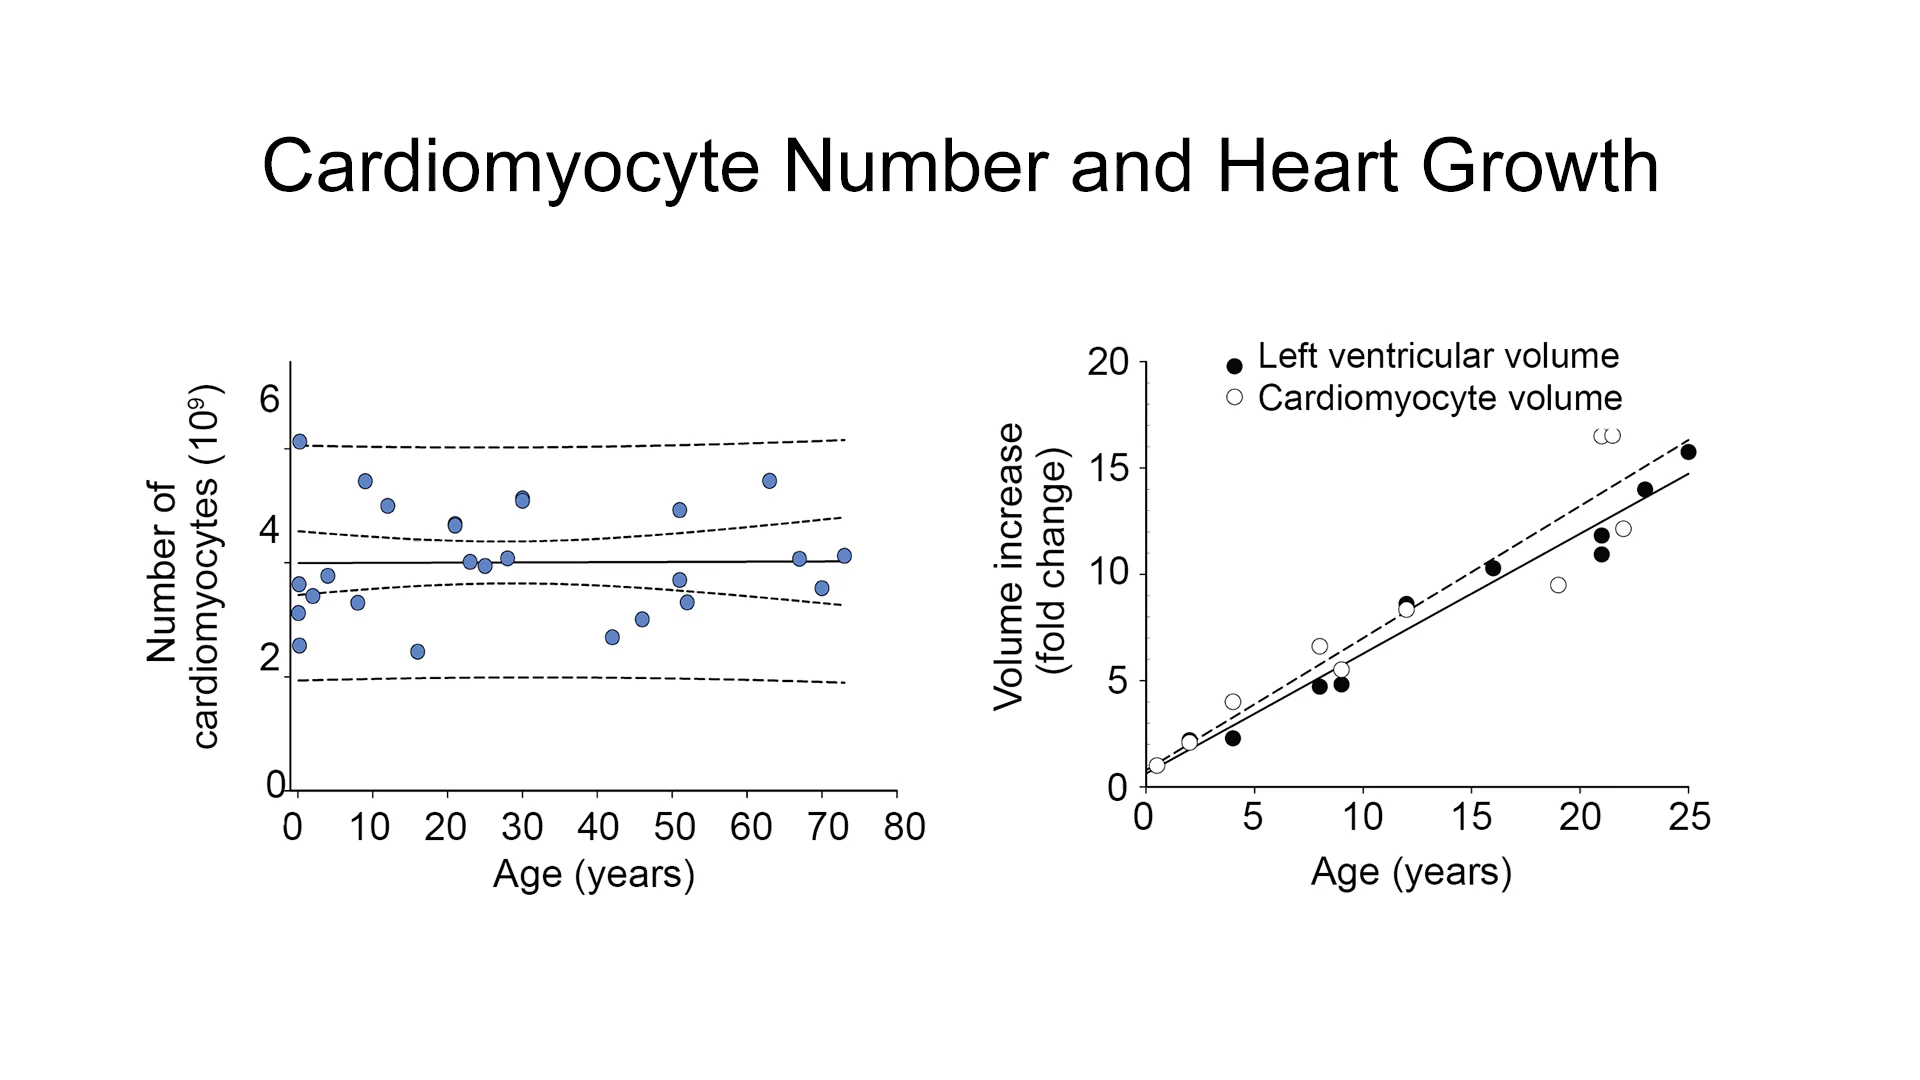 Cardiomyocyte Number and Heart Growth
Number of
cardiomyocytes (10⁹)
6
4
2
0
0 10 20 30 40 50 60 70 80
Age (years)
Left ventricular volume
Cardiomyocyte volume
Volume increase
(fold change)
20
15
10
5
0
0 5 10 15 20 25
Age (years)